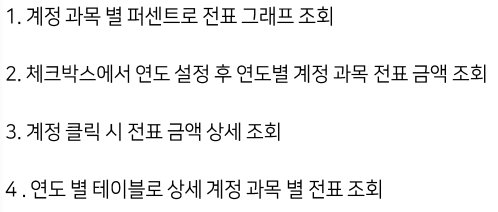 1. 계정 과목 별 퍼센트로 전표 그래프 조회
2. 체크박스에서 연도 설정 후 연도별 계정 과목 전표 금액 조회
3. 계정 클릭 시 전표 금액 상세 조회
4 . 연도 별 테이블로 상세 계정 과목 별 전표 조회